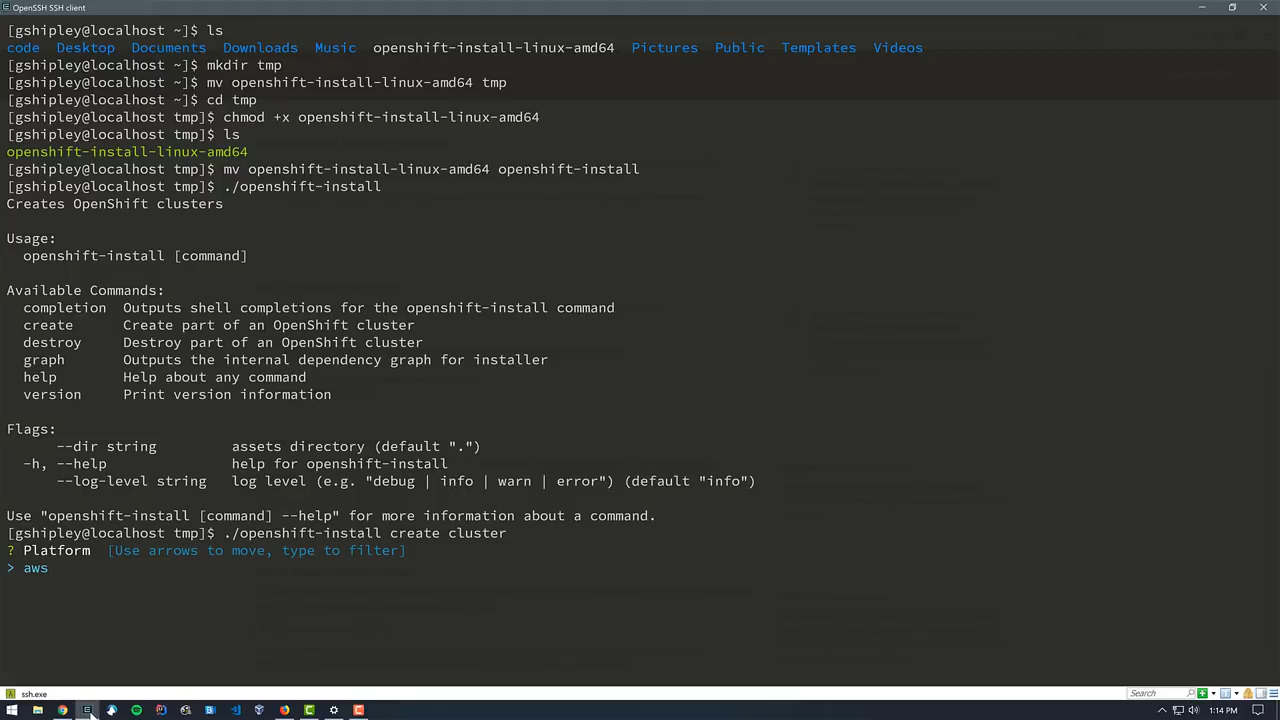 OpenSSH SSH client
[gshipley@localhost ~]$ ls
code  Desktop  Documents  Downloads  Music  openshift-install-linux-amd64  Pictures  Public  Templates  Videos
[gshipley@localhost ~]$ mkdir tmp
[gshipley@localhost ~]$ mv openshift-install-linux-amd64 tmp
[gshipley@localhost ~]$ cd tmp
[gshipley@localhost tmp]$ chmod +x openshift-install-linux-amd64
[gshipley@localhost tmp]$ ls
openshift-install-linux-amd64
[gshipley@localhost tmp]$ mv openshift-install-linux-amd64 openshift-install
[gshipley@localhost tmp]$ ./openshift-install
Creates OpenShift clusters
Usage:
  openshift-install [command]
Available Commands:
  completion  Outputs shell completions for the openshift-install command
  create      Create part of an OpenShift cluster
  destroy     Destroy part of an OpenShift cluster
  graph       Outputs the internal dependency graph for installer
  help        Help about any command
  version     Print version information
Flags:
      --dir string         assets directory (default ".")
  -h, --help               help for openshift-install
      --log-level string   log level (e.g. "debug | info | warn | error") (default "info")
Use "openshift-install [command] --help" for more information about a command.
[gshipley@localhost tmp]$ ./openshift-install create cluster
? Platform  [Use arrows to move, type to filter]
> aws
ssh.exe
Search
1:14 PM